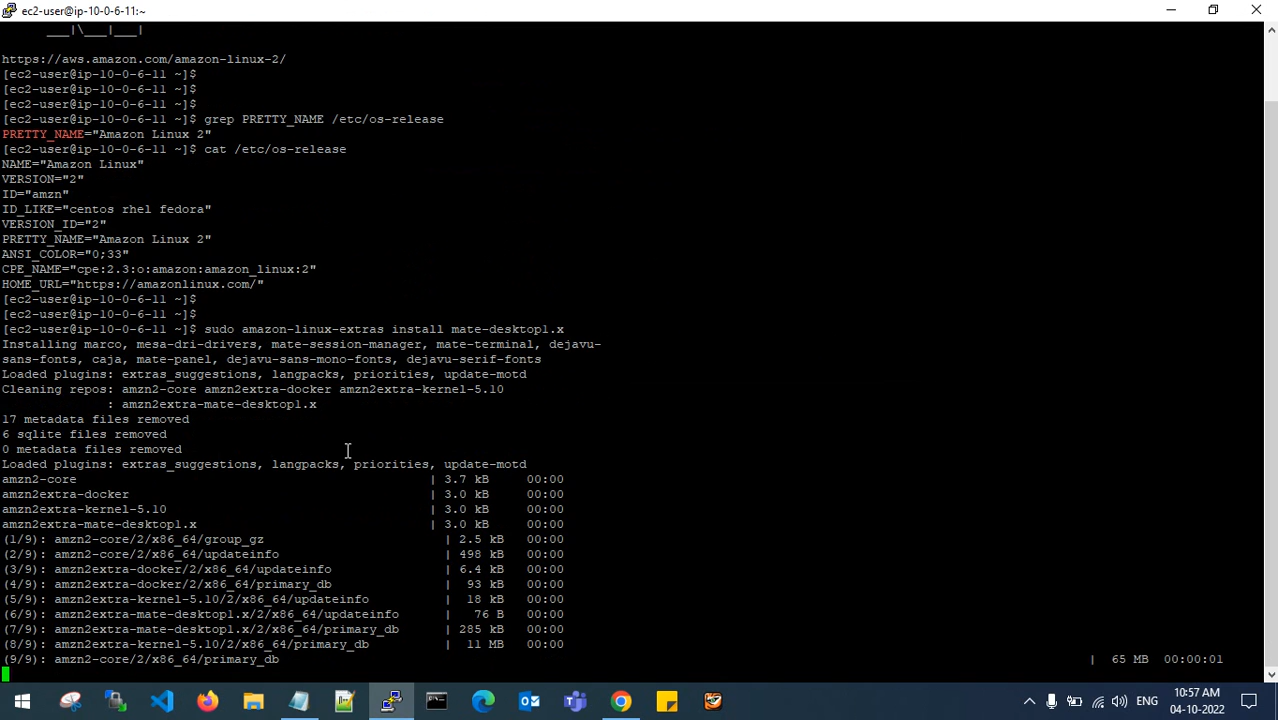 ec2-user@ip-10-0-6-11:~
___|\___|___|
https://aws.amazon.com/amazon-linux-2/
[ec2-user@ip-10-0-6-11 ~]$
[ec2-user@ip-10-0-6-11 ~]$
[ec2-user@ip-10-0-6-11 ~]$
[ec2-user@ip-10-0-6-11 ~]$ grep PRETTY_NAME /etc/os-release
PRETTY_NAME="Amazon Linux 2"
[ec2-user@ip-10-0-6-11 ~]$ cat /etc/os-release
NAME="Amazon Linux"
VERSION="2"
ID="amzn"
ID_LIKE="centos rhel fedora"
VERSION_ID="2"
PRETTY_NAME="Amazon Linux 2"
ANSI_COLOR="0;33"
CPE_NAME="cpe:2.3:o:amazon:amazon_linux:2"
HOME_URL="https://amazonlinux.com/"
[ec2-user@ip-10-0-6-11 ~]$
[ec2-user@ip-10-0-6-11 ~]$
[ec2-user@ip-10-0-6-11 ~]$ sudo amazon-linux-extras install mate-desktop1.x
Installing marco, mesa-dri-drivers, mate-session-manager, mate-terminal, dejavu-
sans-fonts, caja, mate-panel, dejavu-sans-mono-fonts, dejavu-serif-fonts
Loaded plugins: extras_suggestions, langpacks, priorities, update-motd
Cleaning repos: amzn2-core amzn2extra-docker amzn2extra-kernel-5.10
: amzn2extra-mate-desktop1.x
17 metadata files removed
6 sqlite files removed
0 metadata files removed
Loaded plugins: extras_suggestions, langpacks, priorities, update-motd
amzn2-core | 3.7 kB 00:00
amzn2extra-docker | 3.0 kB 00:00
amzn2extra-kernel-5.10 | 3.0 kB 00:00
amzn2extra-mate-desktop1.x | 3.0 kB 00:00
(1/9): amzn2-core/2/x86_64/group_gz | 2.5 kB 00:00
(2/9): amzn2-core/2/x86_64/updateinfo | 498 kB 00:00
(3/9): amzn2extra-docker/2/x86_64/updateinfo | 6.4 kB 00:00
(4/9): amzn2extra-docker/2/x86_64/primary_db | 93 kB 00:00
(5/9): amzn2extra-kernel-5.10/2/x86_64/updateinfo | 18 kB 00:00
(6/9): amzn2extra-mate-desktop1.x/2/x86_64/updateinfo | 76 B 00:00
(7/9): amzn2extra-mate-desktop1.x/2/x86_64/primary_db | 285 kB 00:00
(8/9): amzn2extra-kernel-5.10/2/x86_64/primary_db | 11 MB 00:00
(9/9): amzn2-core/2/x86_64/primary_db | 65 MB 00:00:01
ENG
10:57 AM
04-10-2022